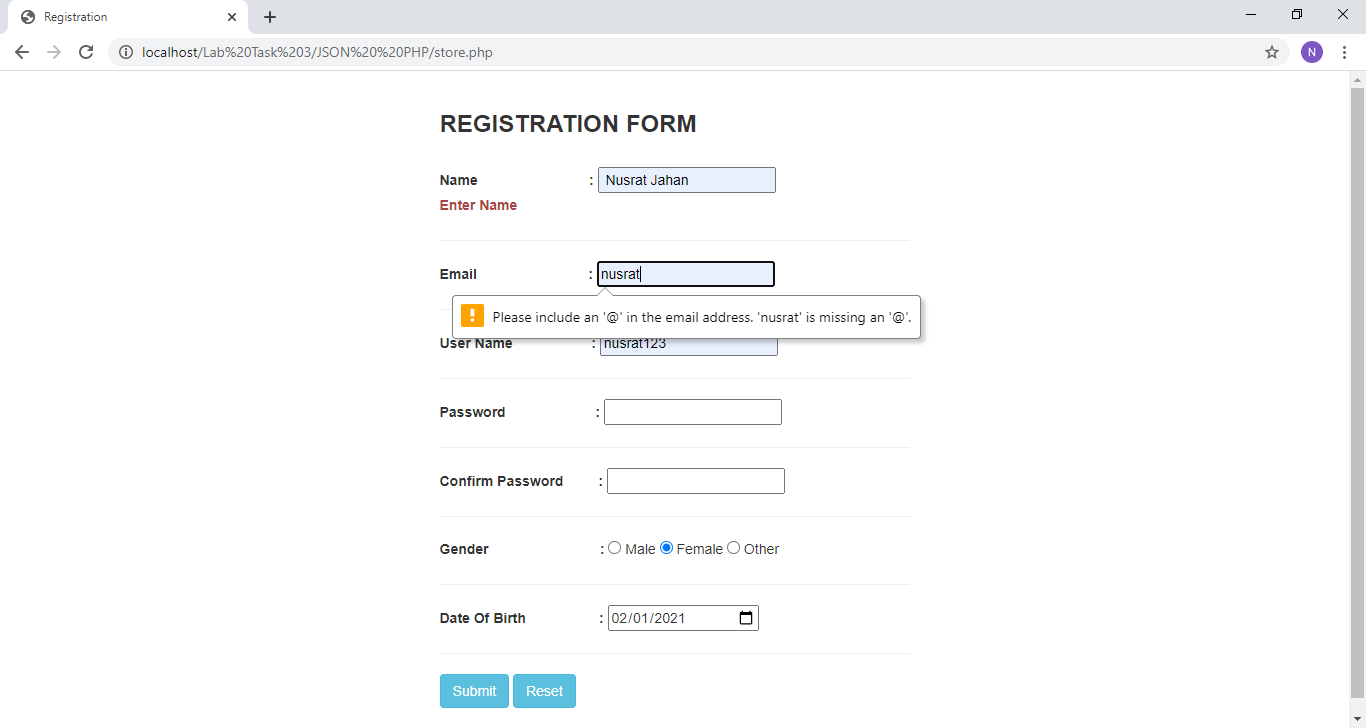 Registration
localhost/Lab%20Task%203/JSON%20%20PHP/store.php
N
REGISTRATION FORM
Name : Nusrat Jahan
Enter Name
Email : nusrat
! Please include an '@' in the email address. 'nusrat' is missing an '@'.
User Name : nusrat123
Password :
Confirm Password :
Gender : Male Female Other
Date Of Birth : 02/01/2021
Submit Reset